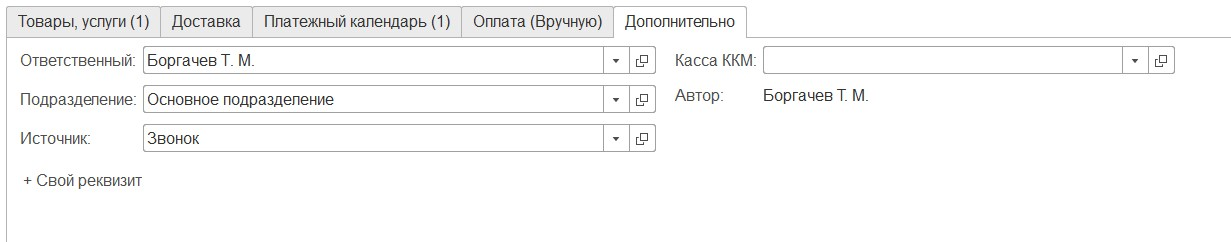 Товары, услуги (1) Доставка Платежный календарь (1) Оплата (Вручную) Дополнительно
Ответственный: Боргачев Т. М. Касса ККМ:
Подразделение: Основное подразделение Автор: Боргачев Т. М.
Источник: Звонок
+ Свой реквизит